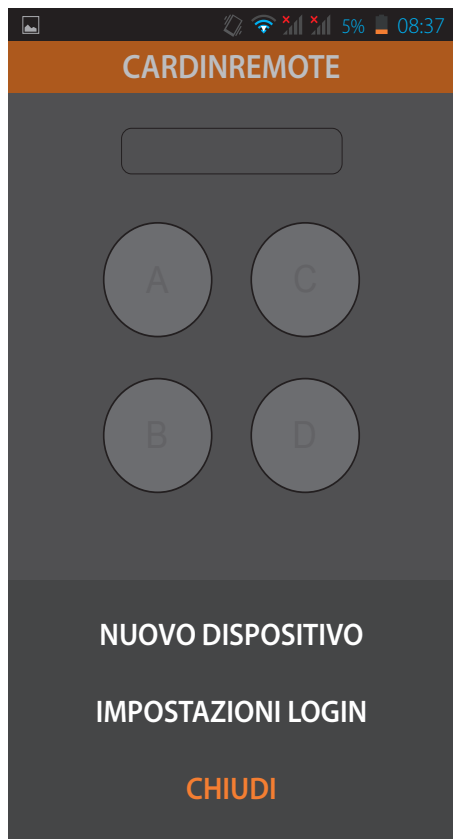 5% 08:37
CARDINREMOTE
A C
B D
NUOVO DISPOSITIVO
IMPOSTAZIONI LOGIN
CHIUDI